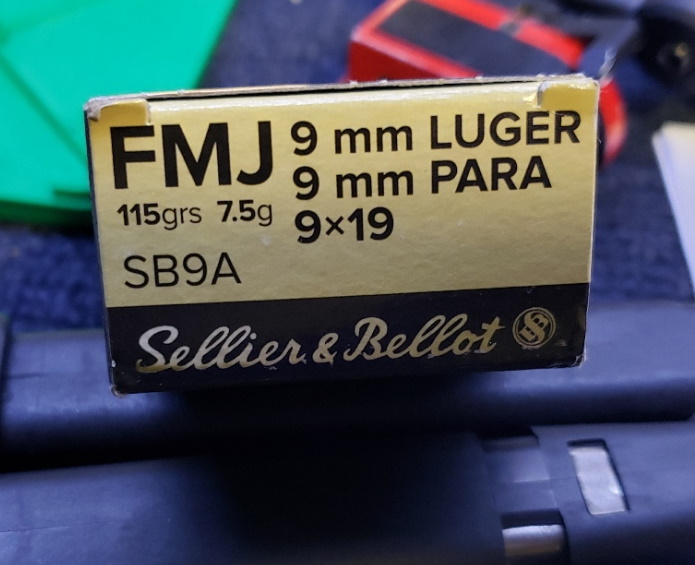 FMJ
115grs 7.5g
SB9A
9 mm LUGER
9 mm PARA
9×19
Sellier & Bellot